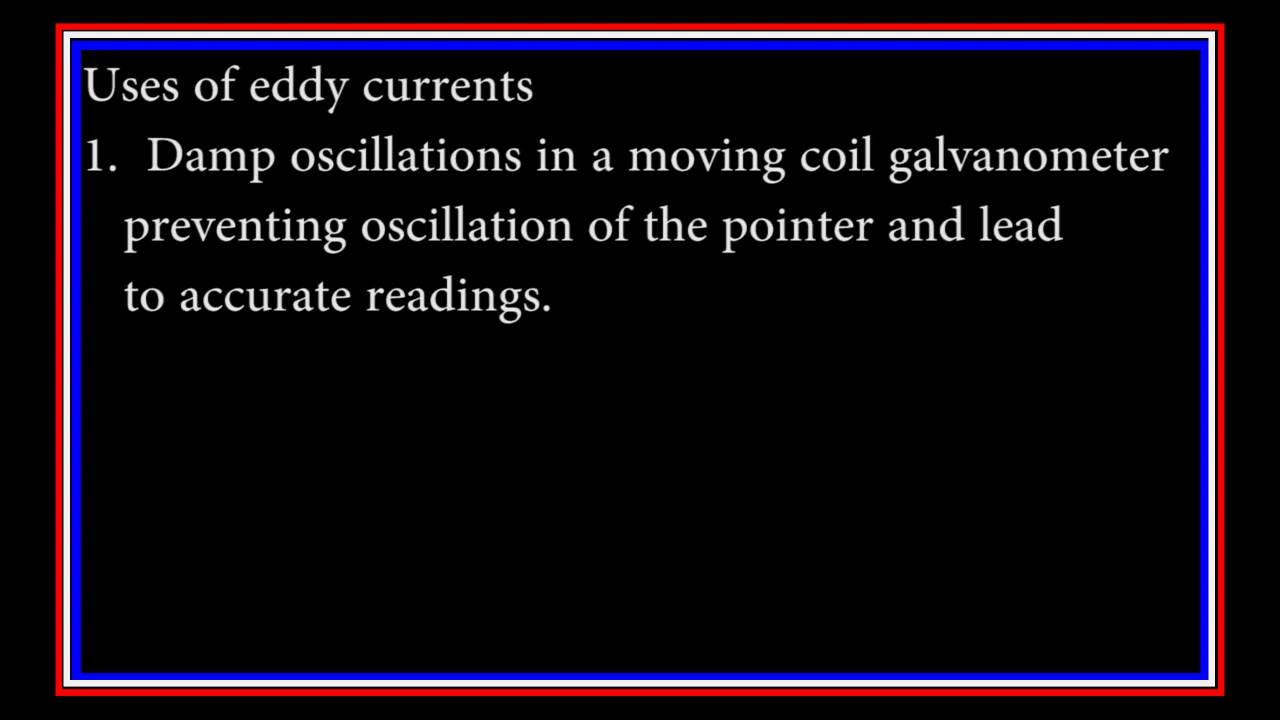 Uses of eddy currents
1. Damp oscillations in a moving coil galvanometer
preventing oscillation of the pointer and lead
to accurate readings.